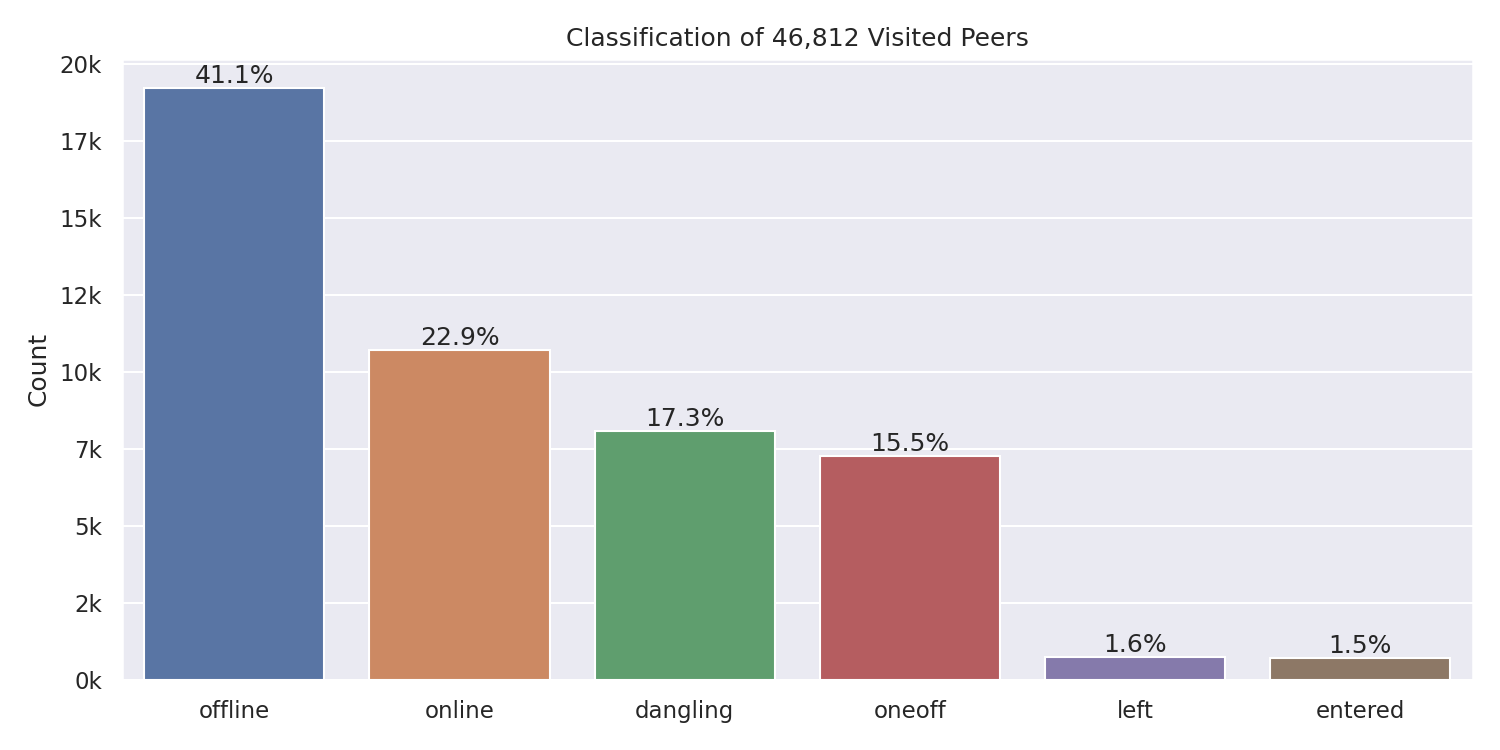 Classification of 46,812 Visited Peers
Count
20k
17k
15k
12k
10k
7k
5k
2k
0k
41.1%
22.9%
17.3%
15.5%
1.6%
1.5%
offline
online
dangling
oneoff
left
entered